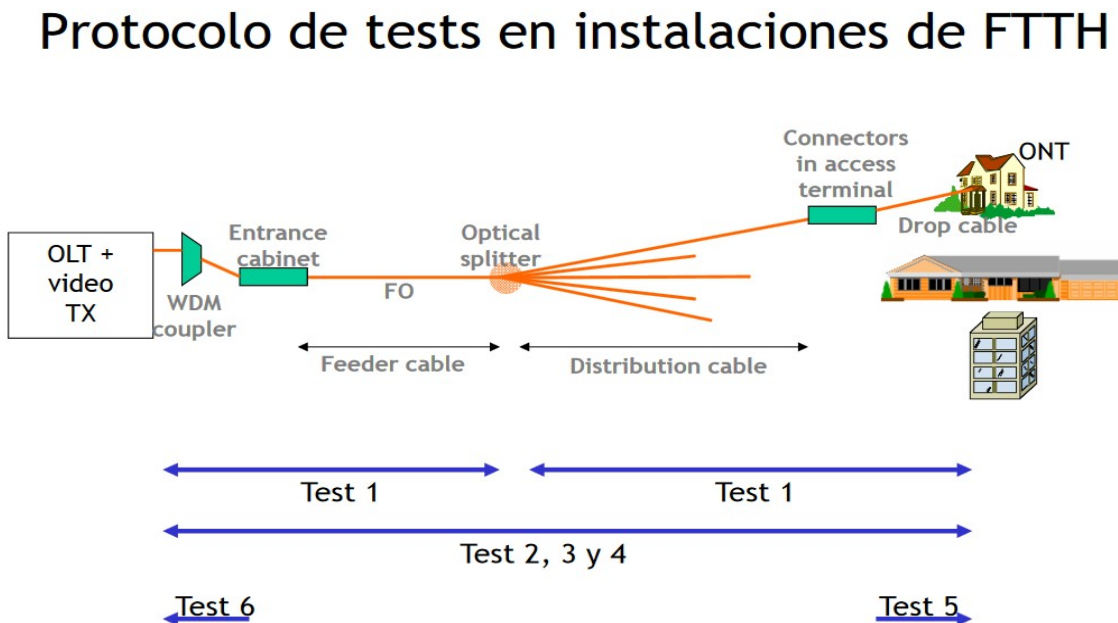 Protocolo de tests en instalaciones de FTTH
Connectors
in access
terminal
ONT
Drop cable
OLT +
video
TX
WDM
coupler
Entrance
cabinet
FO
Optical
splitter
Feeder cable
Distribution cable
Test 1
Test 1
Test 2, 3 y 4
Test 6
Test 5